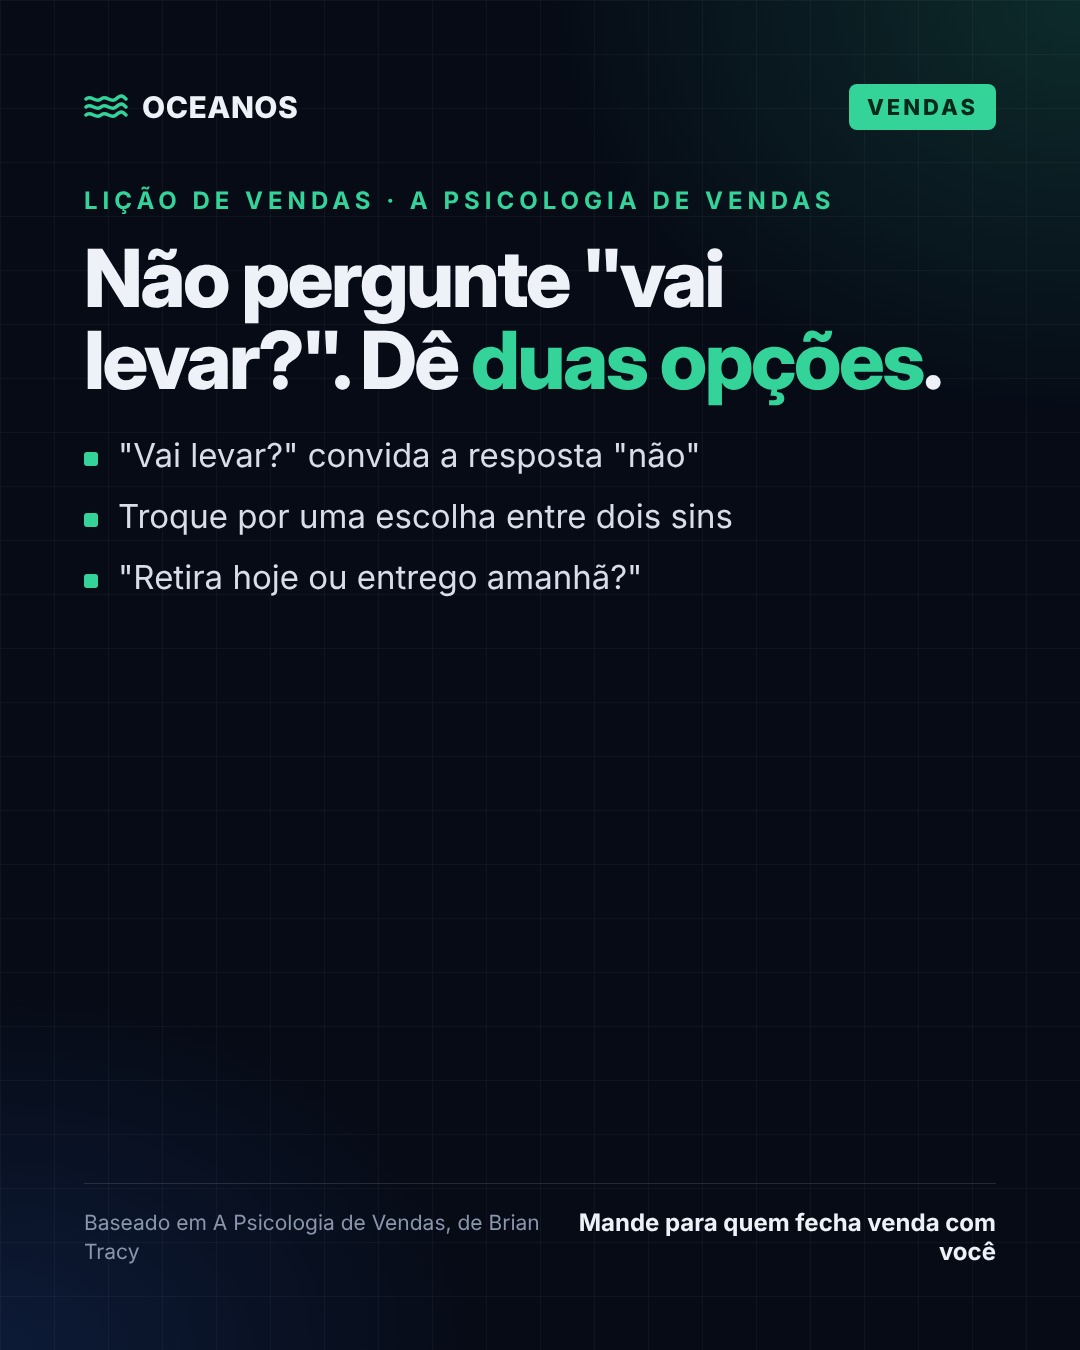 OCEANOS
VENDAS
LIÇÃO DE VENDAS · A PSICOLOGIA DE VENDAS
Não pergunte "vai
levar?". Dê duas opções.
"Vai levar?" convida a resposta "não"
Troque por uma escolha entre dois sins
"Retira hoje ou entrego amanhã?"
Baseado em A Psicologia de Vendas, de Brian
Tracy
Mande para quem fecha venda com
você